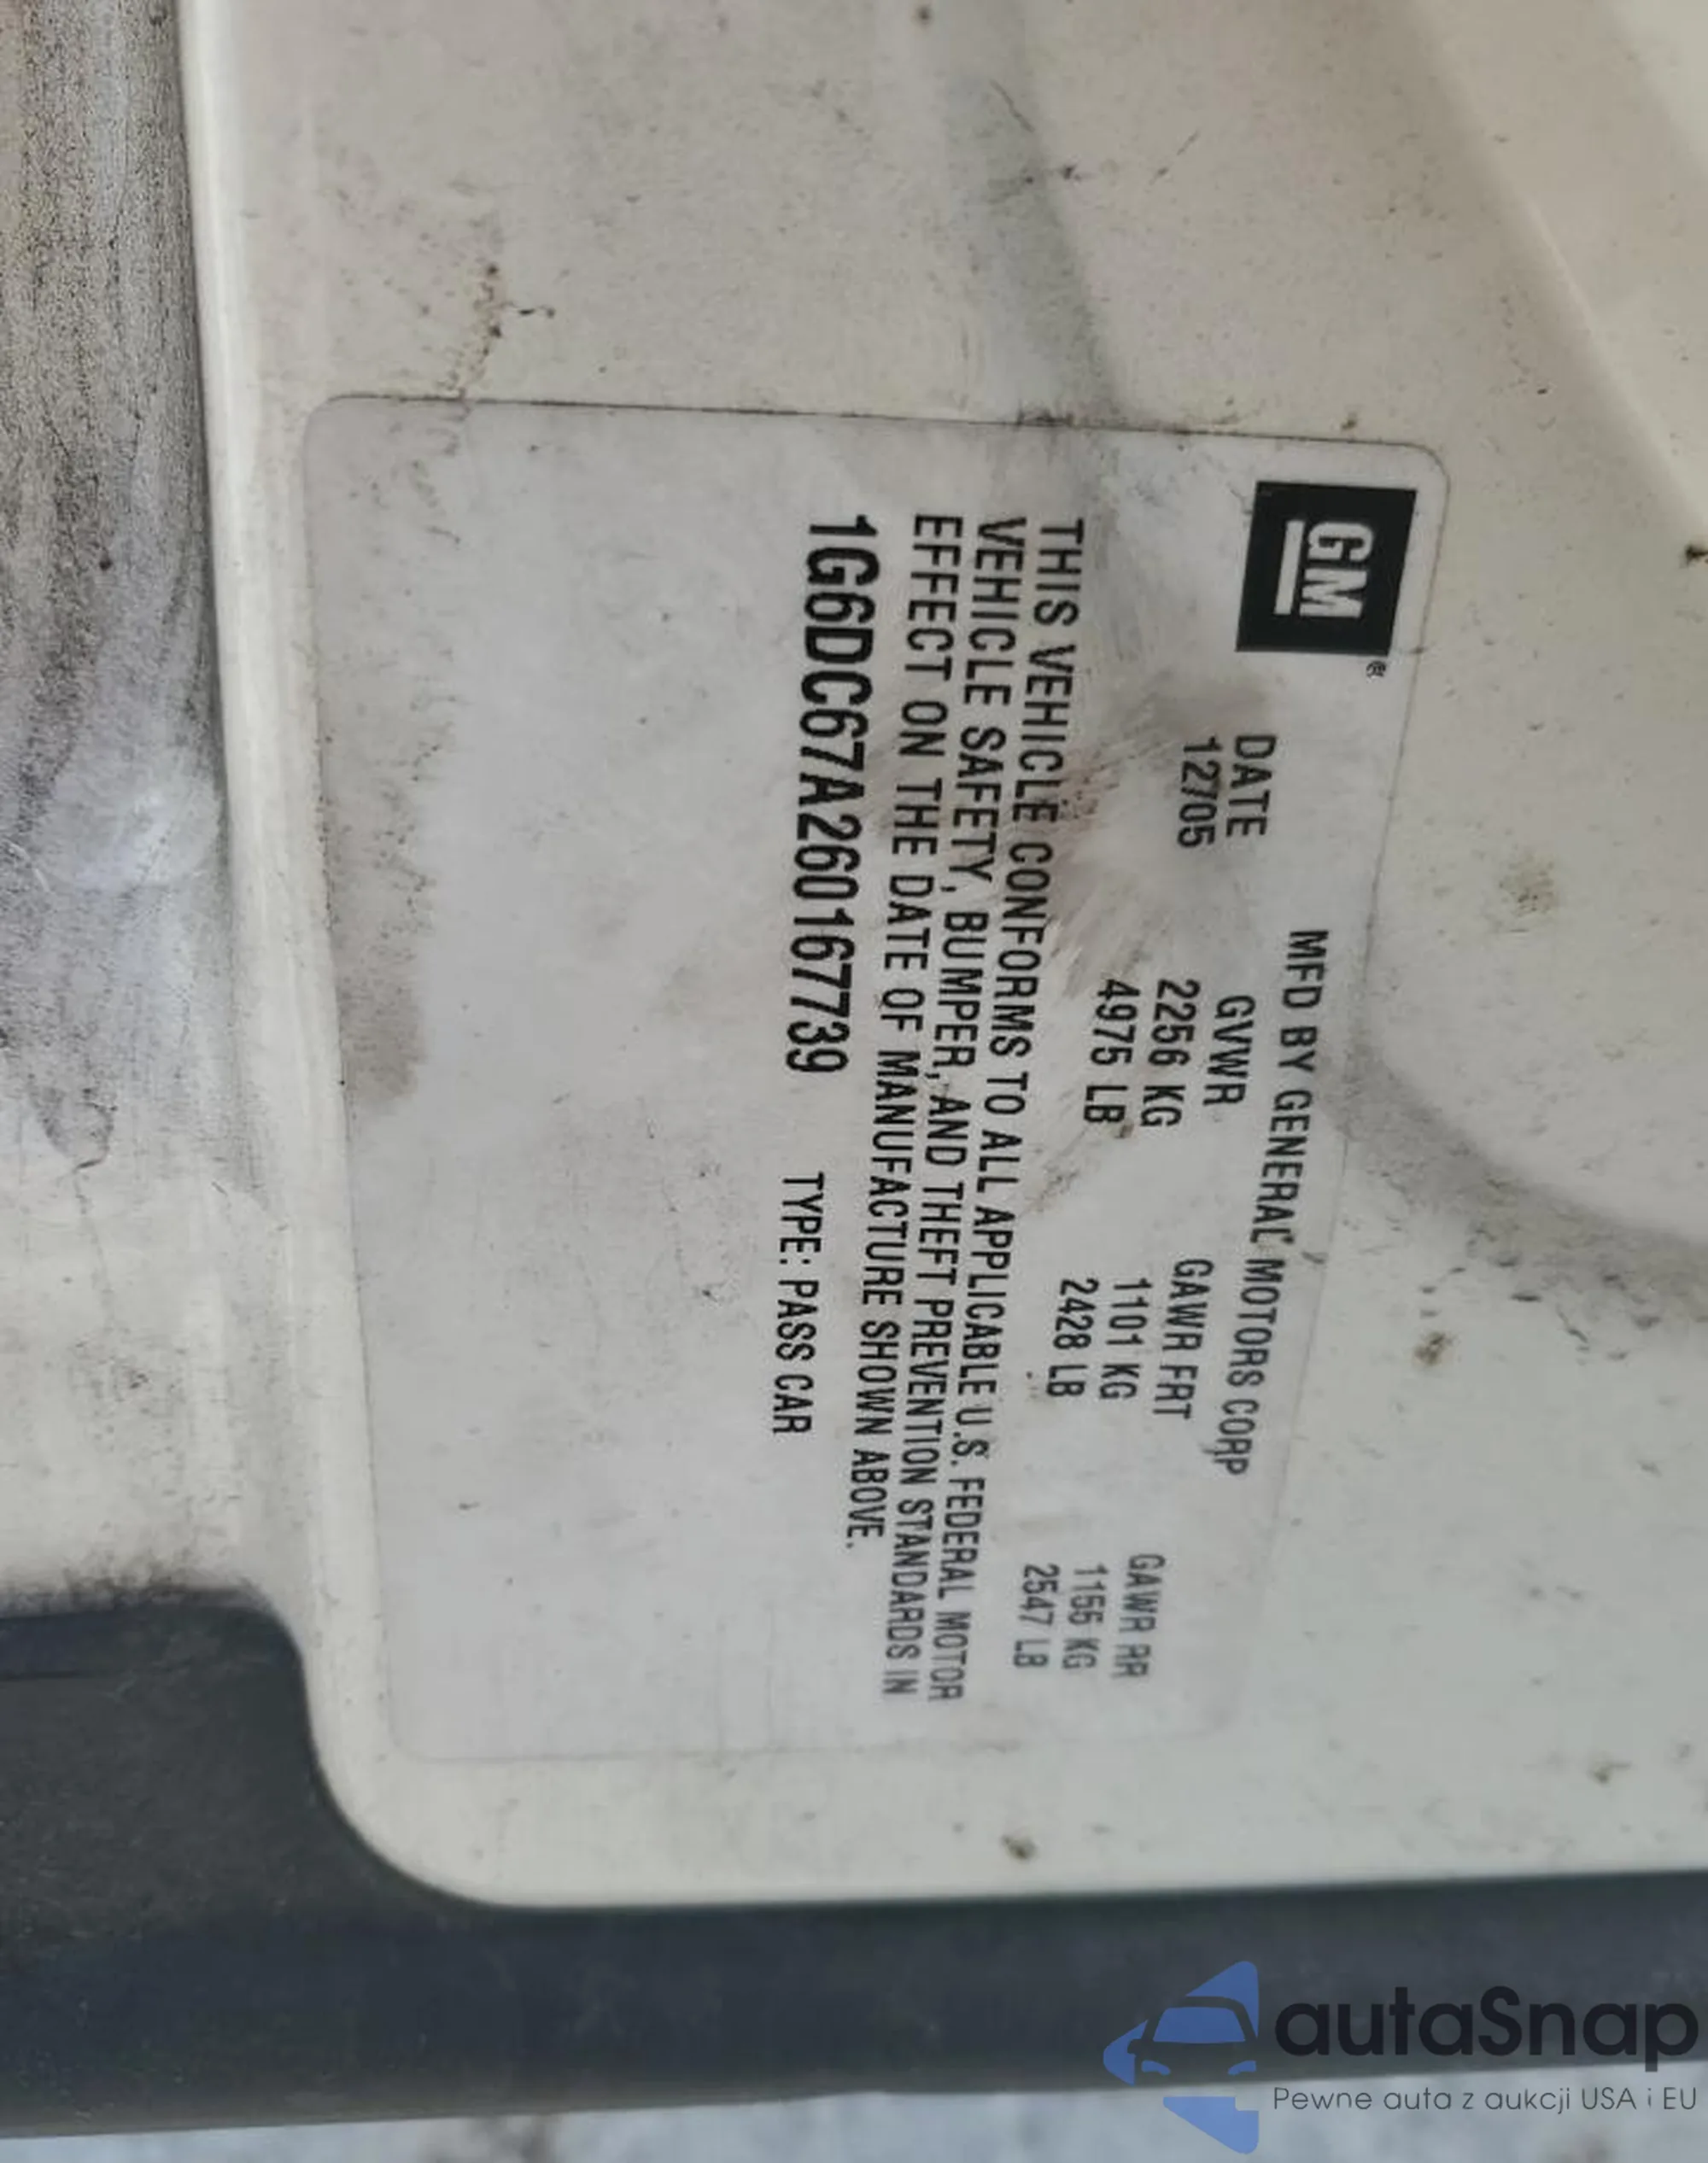 GM®
MFD BY GENERAL MOTORS CORP
DATE GVWR GAWR FRT GAWR RR
12/05 2256 KG 1101 KG 1155 KG
4975 LB 2428 LB 2547 LB
THIS VEHICLE CONFORMS TO ALL APPLICABLE U.S. FEDERAL MOTOR
VEHICLE SAFETY, BUMPER, AND THEFT PREVENTION STANDARDS IN
EFFECT ON THE DATE OF MANUFACTURE SHOWN ABOVE.
1G6DC67A260167739 TYPE: PASS CAR
autaSnap
Pewne auta z aukcji USA i EU